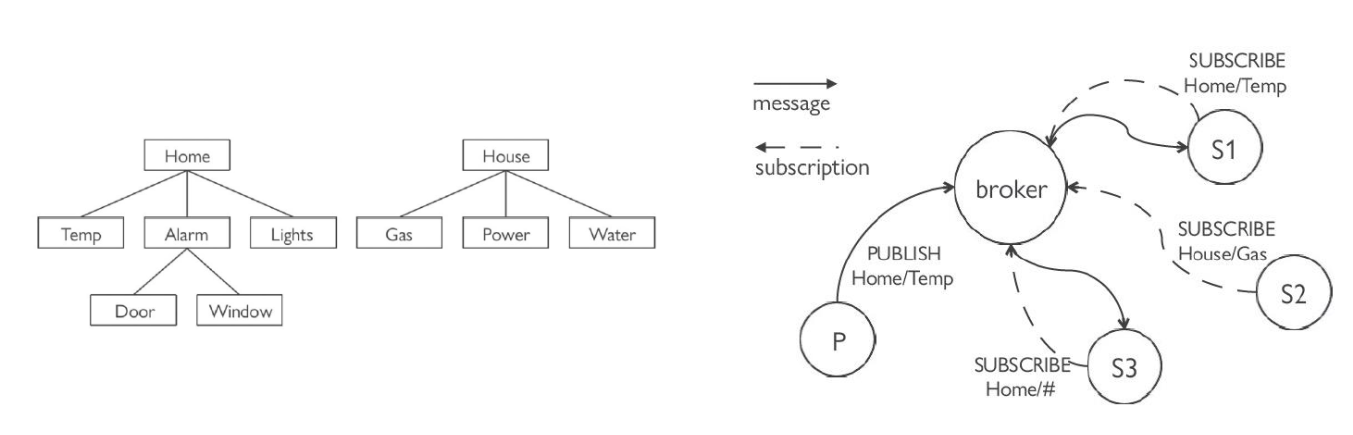 Home
House
Temp
Alarm
Lights
Gas
Power
Water
Door
Window
message
subscription
SUBSCRIBE
Home/Temp
S1
broker
SUBSCRIBE
House/Gas
S2
PUBLISH
Home/Temp
P
SUBSCRIBE
Home/#
S3